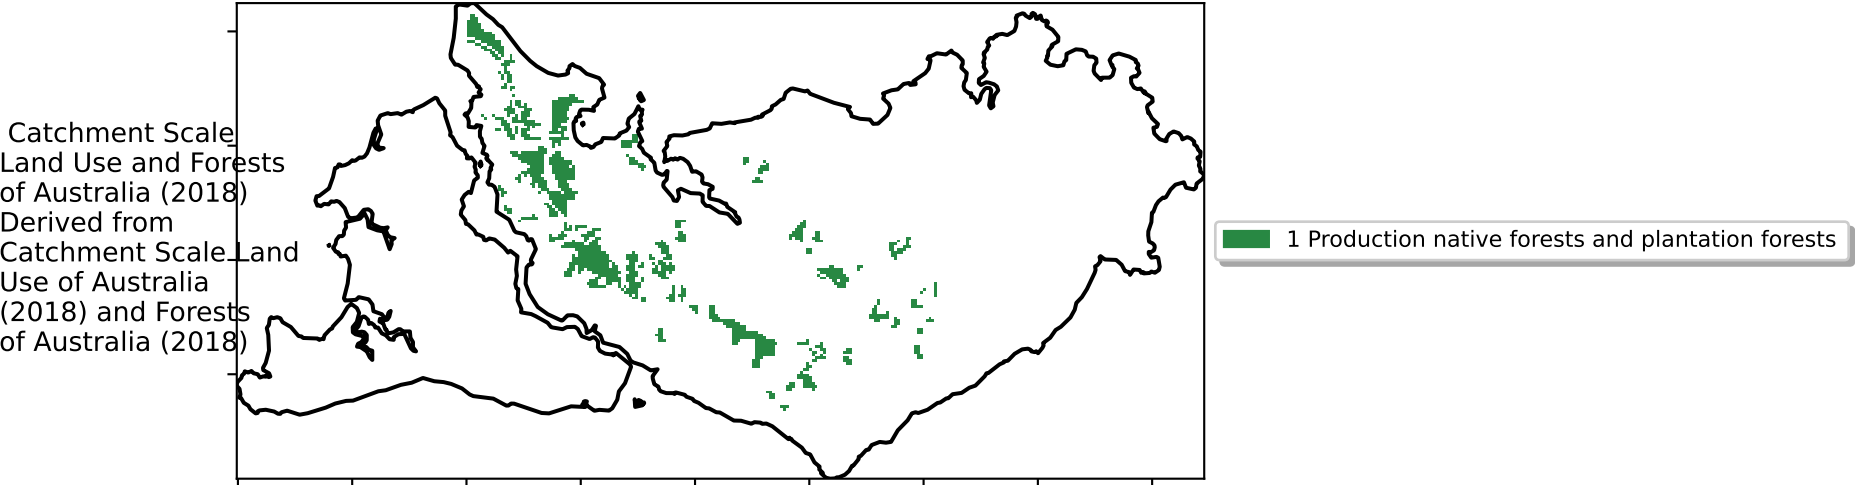 Catchment Scale
Land Use and Forests
of Australia (2018)
Derived from
Catchment Scale Land
Use of Australia
(2018) and Forests
of Australia (2018)
1 Production native forests and plantation forests